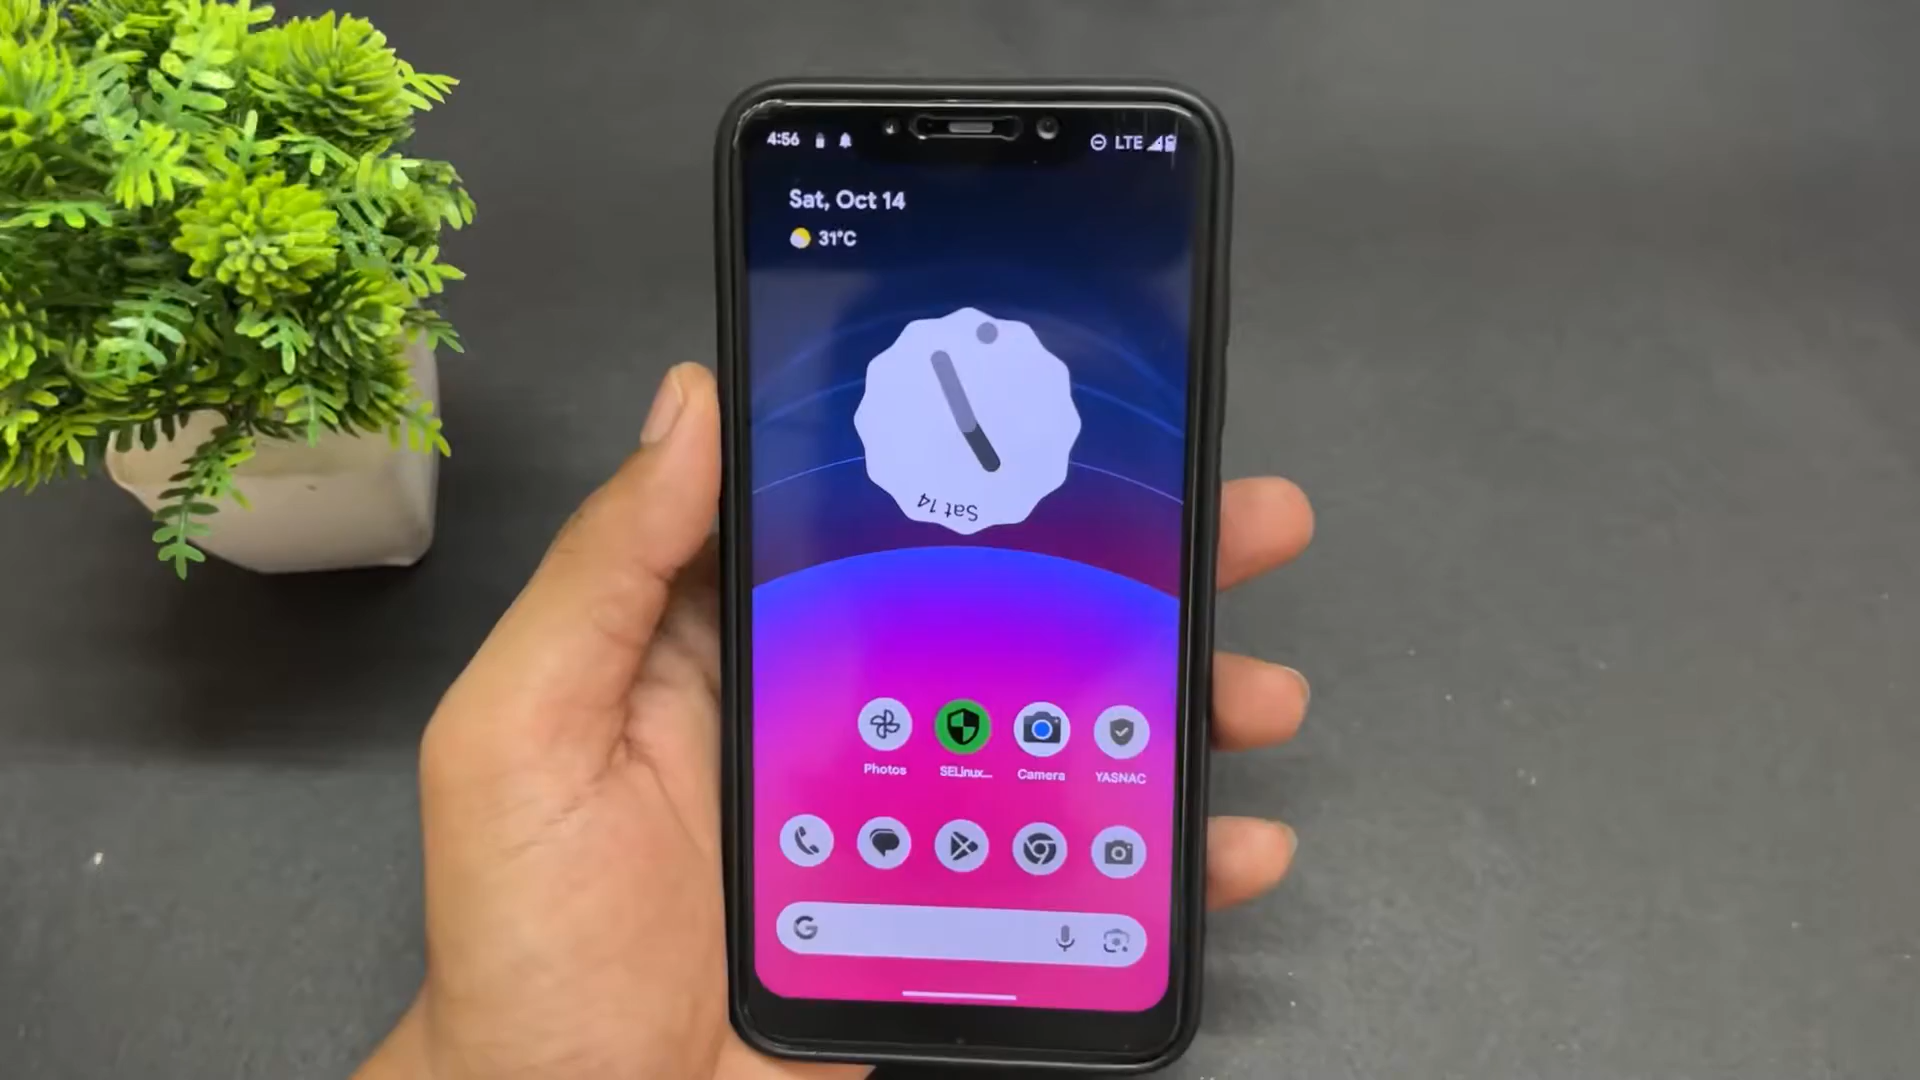 4:56 LTE
Sat, Oct 14
31°C
Sat 14
Photos SELinux... Camera YASNAC
G